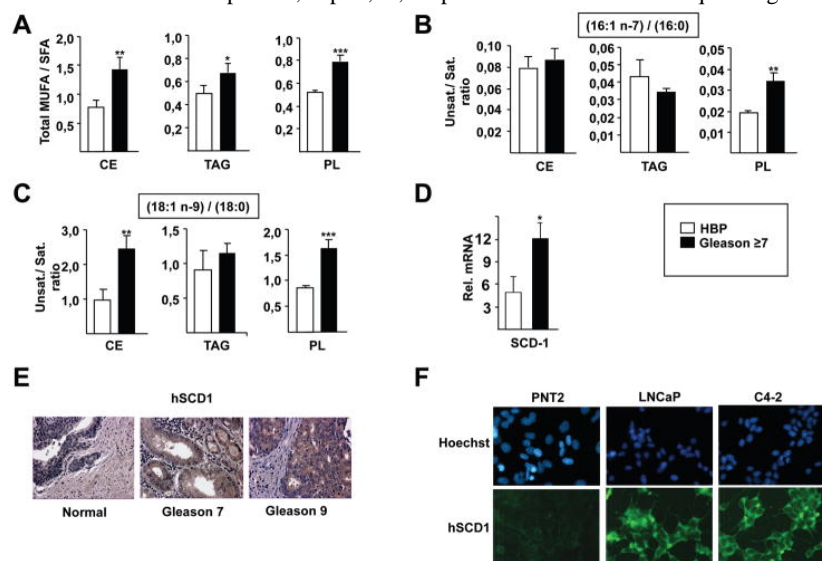 A
Total MUFA / SFA
1,5
1,0
0,5
**
CE
0,8
0,6
0,4
0,2
*
TAG
1,0
0,8
0,6
0,4
0,2
***
PL
B
(16:1 n-7) / (16:0)
Unsat./ Sat.
ratio
0,10
0,08
0,06
0,04
0,02
CE
0,06
0,05
0,04
0,03
0,02
0,01
TAG
0,05
0,04
0,03
0,02
0,01
**
PL
C
(18:1 n-9) / (18:0)
Unsat./ Sat.
ratio
3,0
2,0
1,0
**
CE
1,5
1,0
0,5
TAG
2,0
1,5
1,0
0,5
***
PL
D
Rel. mRNA
12
9
6
3
*
SCD-1
HBP
Gleason ≥7
E
hSCD1
Normal
Gleason 7
Gleason 9
F
PNT2
LNCaP
C4-2
Hoechst
hSCD1